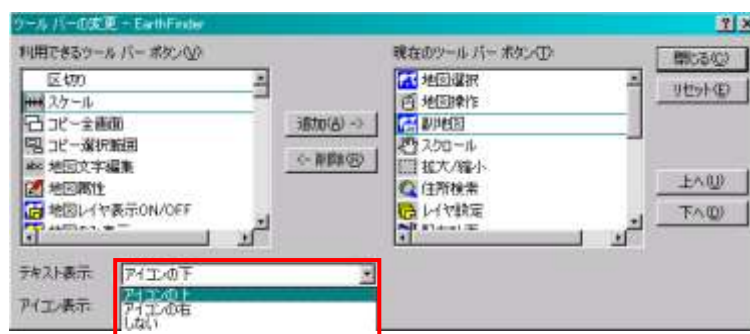 ツール バーの変更 - EarthFinder
利用できるツール バー ボタン(V):
区切り
スケール
コピー全画面
コピー選択範囲
abc 地図文字編集
地図属性
地図レイヤ表示ON/OFF
追加(A) ->
<- 削除(R)
現在のツール バー ボタン(T):
地図選択
地図操作
副地図
スクロール
拡大/縮小
住所検索
レイヤ設定
閉じる(C)
リセット(E)
上へ(U)
下へ(D)
テキスト表示:
アイコンの下
アイコンの下
アイコンの右
しない
アイコン表示: